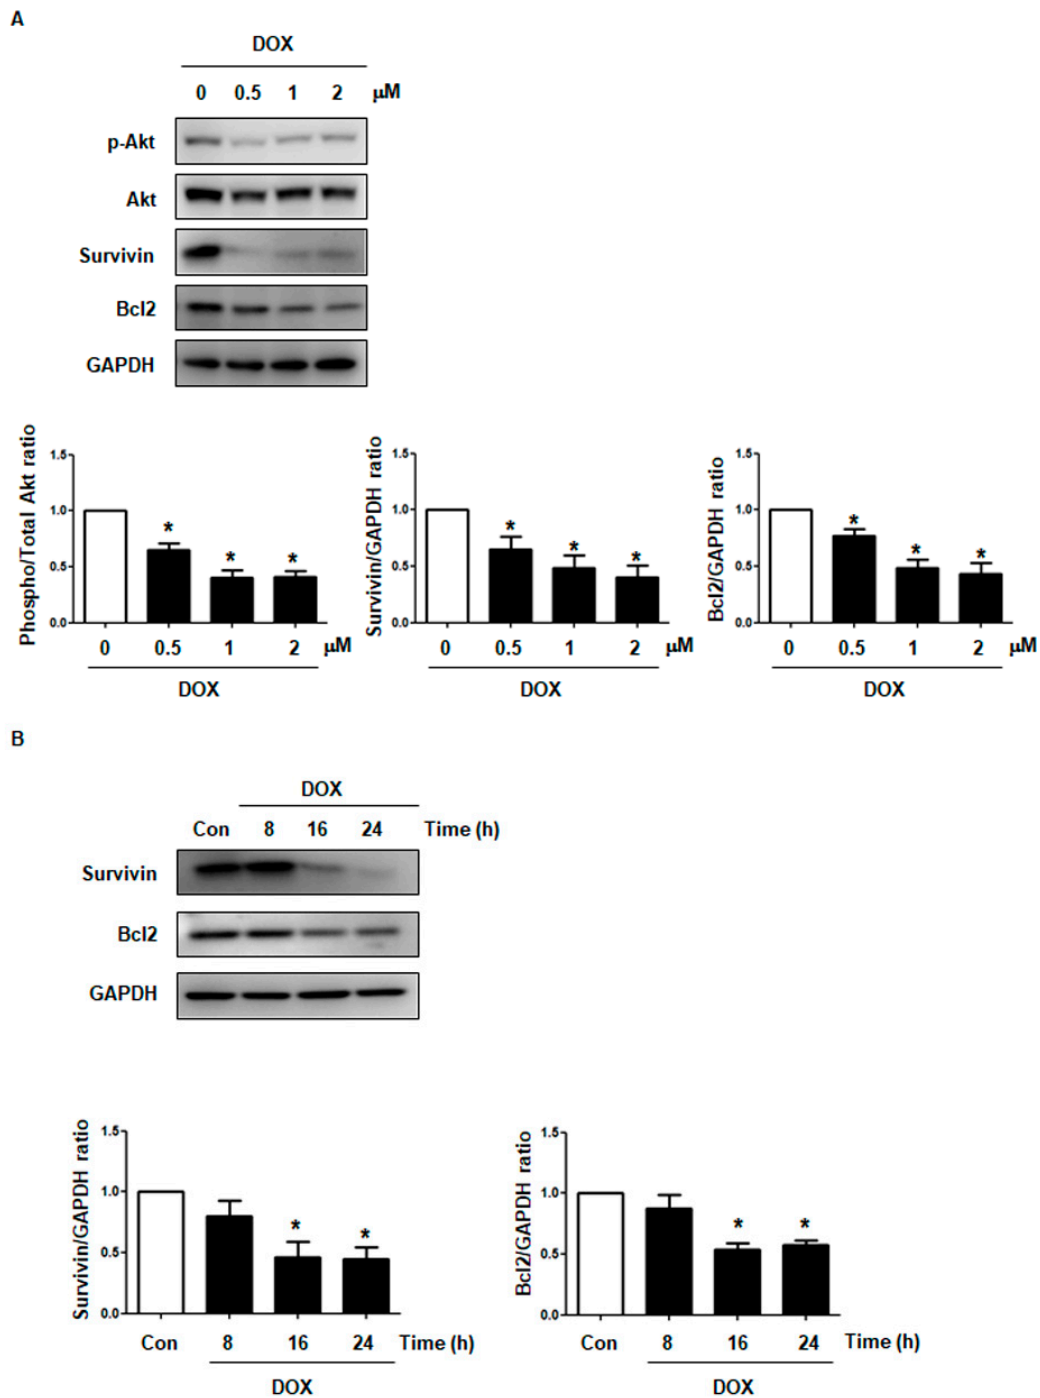 A
DOX
0 0.5 1 2 μM
p-Akt
Akt
Survivin
Bcl2
GAPDH
Phospho/Total Akt ratio
1.5
1.0
0.5
0.0
* * *
0 0.5 1 2 μM
DOX
Survivin/GAPDH ratio
1.5
1.0
0.5
0.0
* * *
0 0.5 1 2 μM
DOX
Bcl2/GAPDH ratio
1.5
1.0
0.5
0.0
* * *
0 0.5 1 2 μM
DOX
B
DOX
Con 8 16 24 Time (h)
Survivin
Bcl2
GAPDH
Survivin/GAPDH ratio
1.5
1.0
0.5
0.0
* *
Con 8 16 24 Time (h)
DOX
Bcl2/GAPDH ratio
1.5
1.0
0.5
0.0
* *
Con 8 16 24 Time (h)
DOX